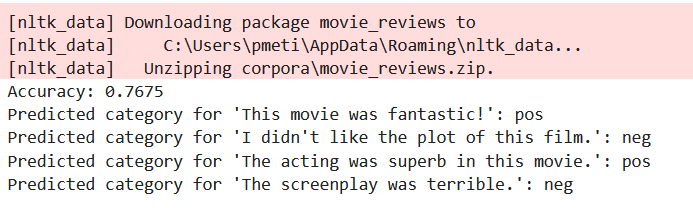 [nltk_data] Downloading package movie_reviews to
[nltk_data]     C:\Users\pmeti\AppData\Roaming\nltk_data...
[nltk_data]   Unzipping corpora\movie_reviews.zip.
Accuracy: 0.7675
Predicted category for 'This movie was fantastic!': pos
Predicted category for 'I didn't like the plot of this film.': neg
Predicted category for 'The acting was superb in this movie.': pos
Predicted category for 'The screenplay was terrible.': neg